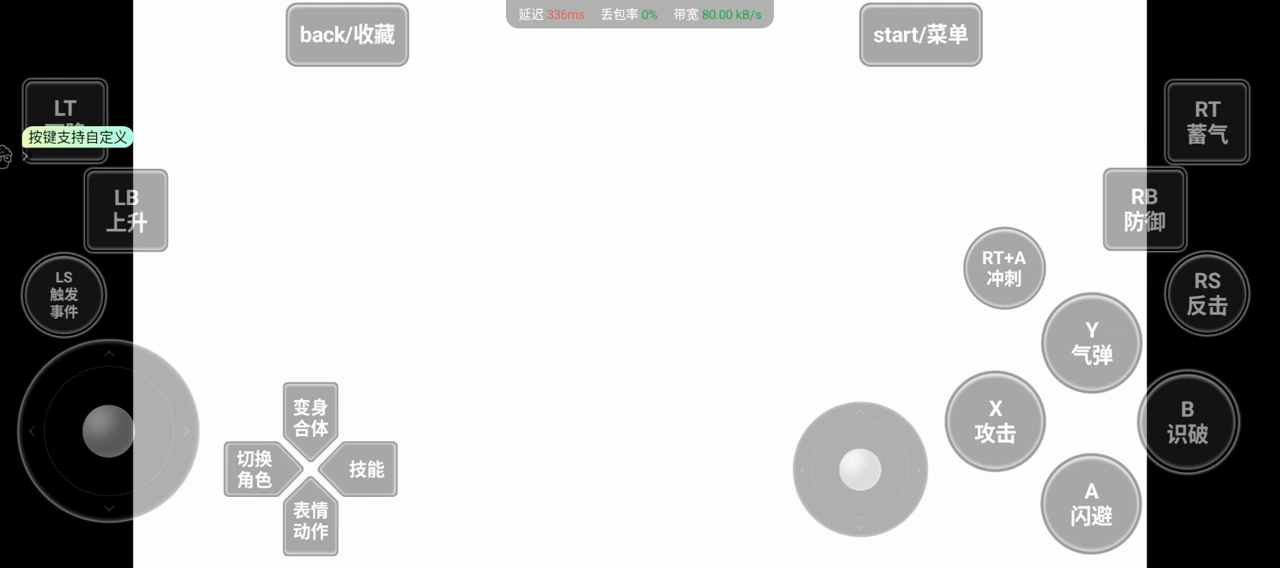 back/收藏
延迟 336ms 丢包率 0% 带宽 80.00 kB/s
start/菜单
LT
按键支持自定义
RT
蓄气
LB
上升
RB
防御
LS
触发
事件
RT+A
冲刺
RS
反击
Y
气弹
变身
合体
切换
角色
技能
表情
动作
X
攻击
B
识破
A
闪避